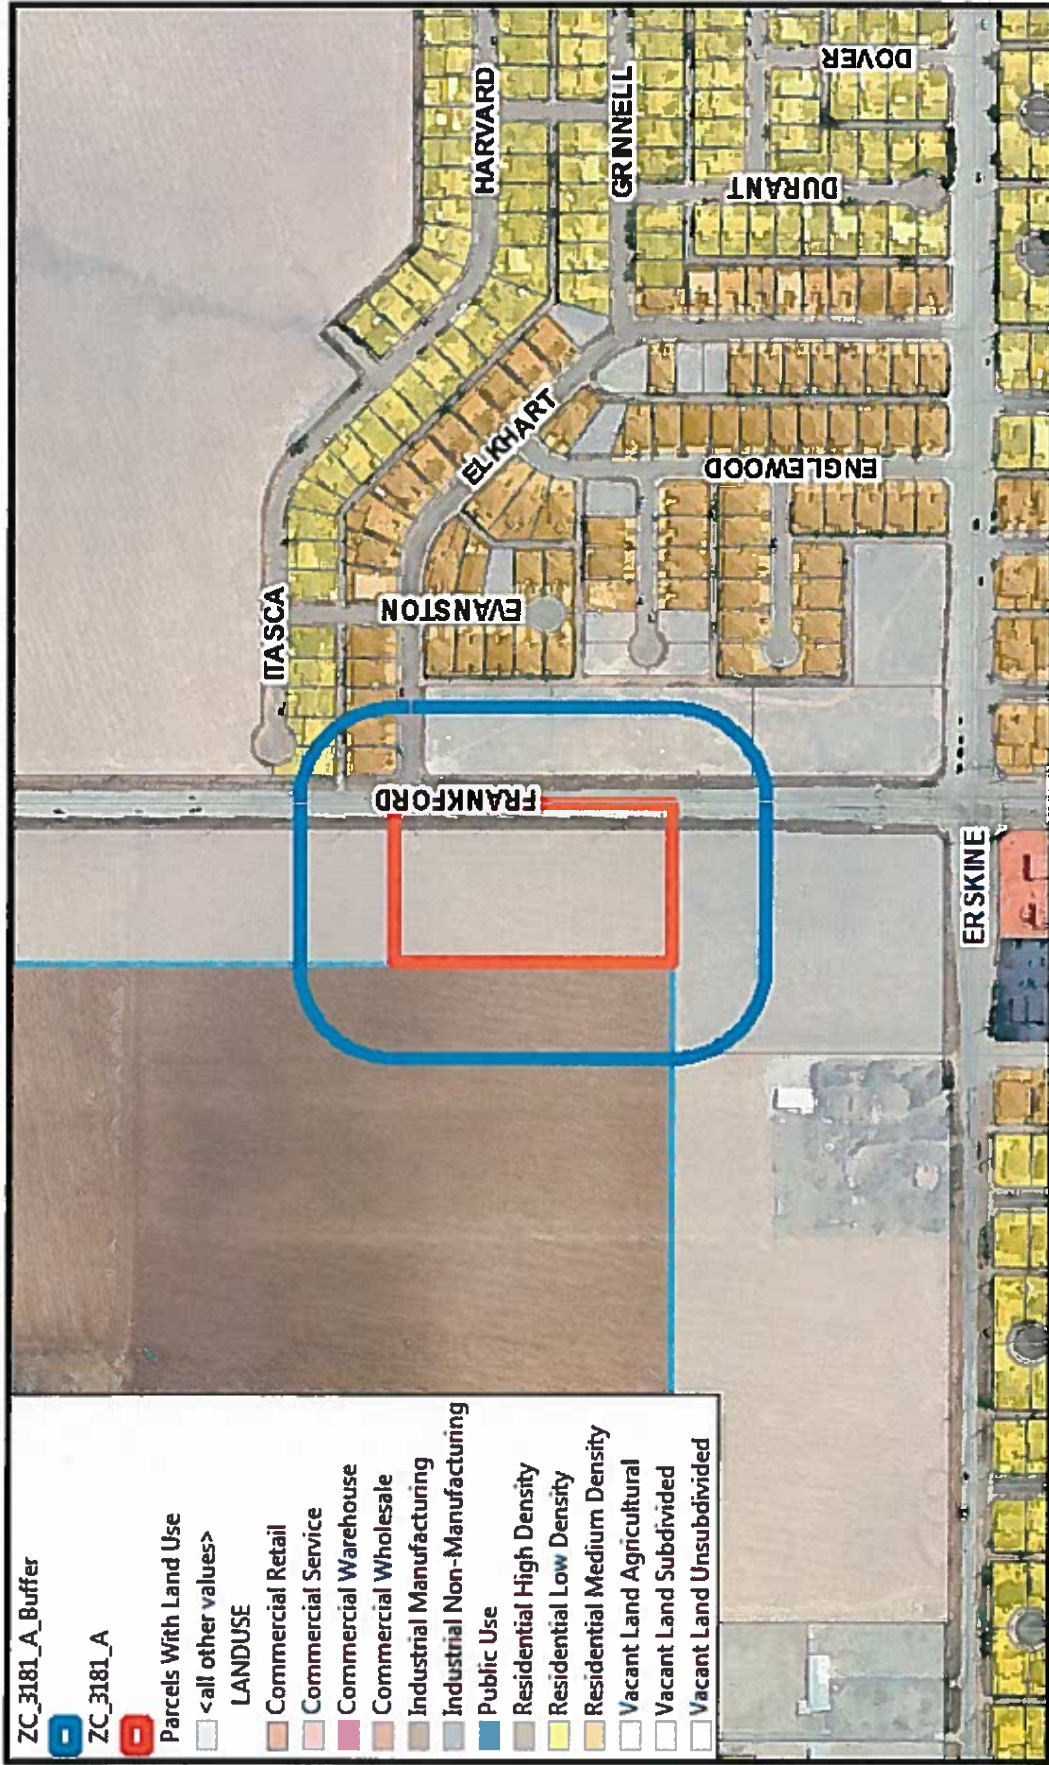 ZC_3181_A_Buffer
ZC_3181_A
Parcels With Land Use
<all other values>
LANDUSE
Commercial Retail
Commercial Service
Commercial Warehouse
Commercial Wholesale
Industrial Manufacturing
Industrial Non-Manufacturing
Public Use
Residential High Density
Residential Low Density
Residential Medium Density
Vacant Land Agricultural
Vacant Land Subdivided
Vacant Land Unsubdivided
ITASCA
HARVARD
GRINNELL
DOVER
DURANT
ELKHART
ENGLEWOOD
EVANSTON
FRANKFORD
ERSKINE